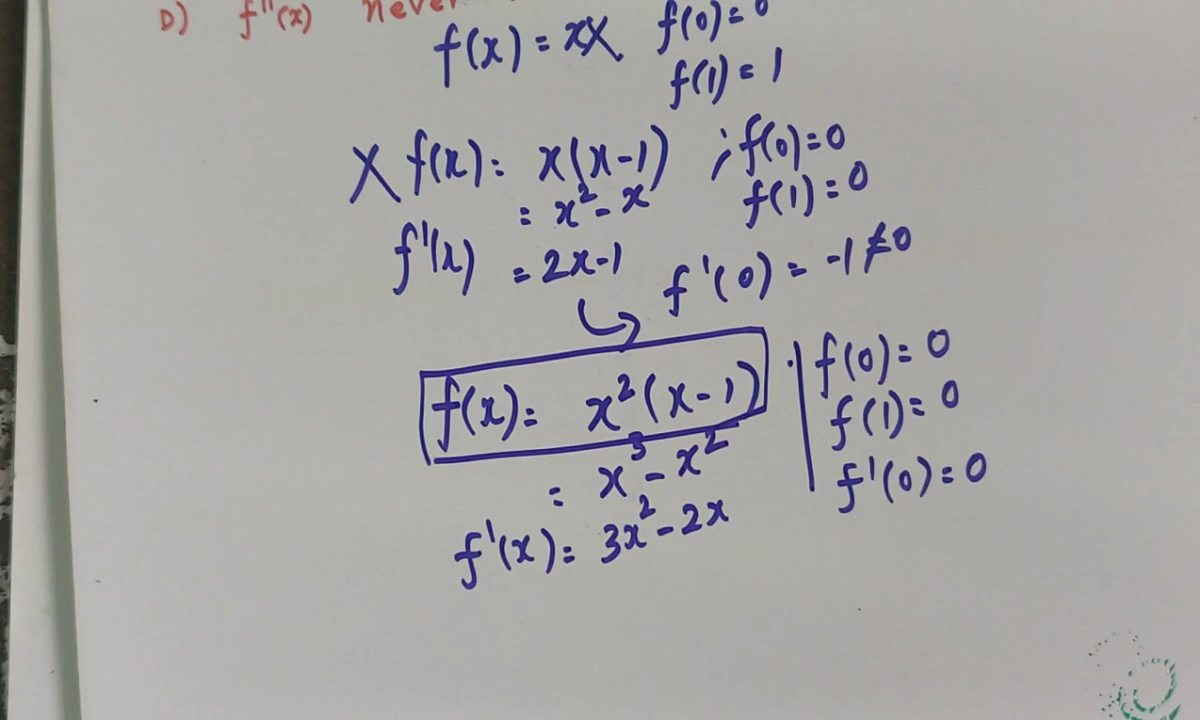 D) f''(x) never
f(x) = x X f(0) = 0
f(1) = 1
X f(x) = x(x-1) ; f(0) = 0
= x² - x f(1) = 0
f'(x) = 2x-1 f'(0) = -1 ≠ 0
f(x) = x²(x-1) f(0) = 0
f(1) = 0
= x³ - x² f'(0) = 0
f'(x) = 3x² - 2x